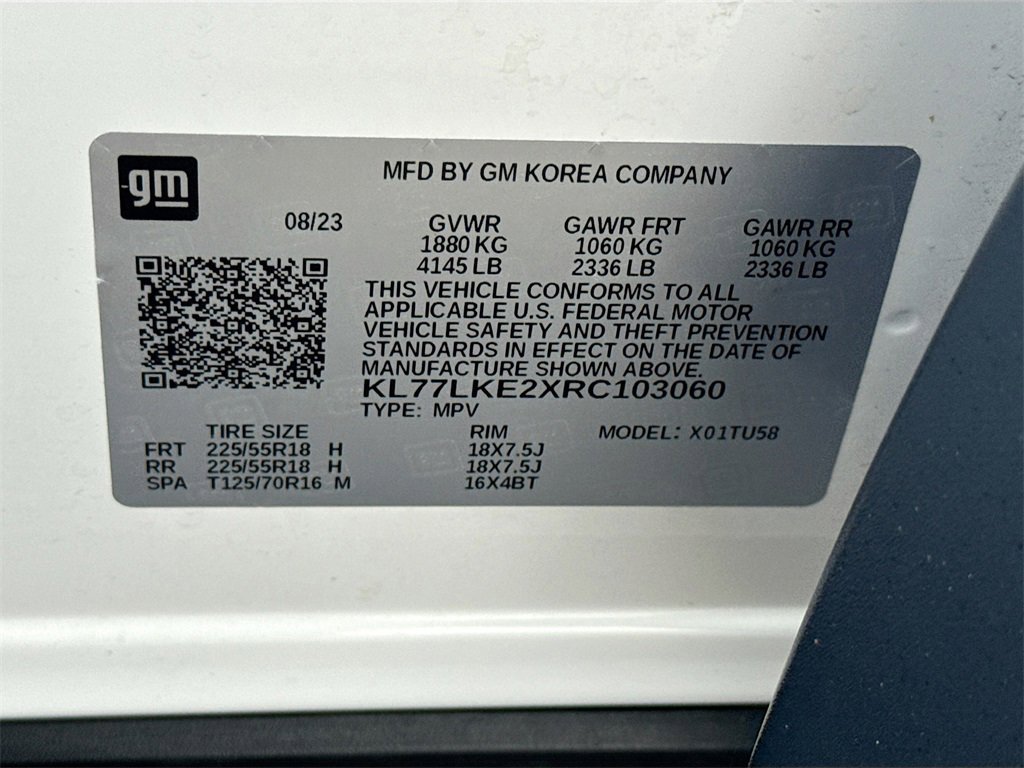 gm
MFD BY GM KOREA COMPANY
08/23 GVWR GAWR FRT GAWR RR
1880 KG 1060 KG 1060 KG
4145 LB 2336 LB 2336 LB
THIS VEHICLE CONFORMS TO ALL
APPLICABLE U.S. FEDERAL MOTOR
VEHICLE SAFETY AND THEFT PREVENTION
STANDARDS IN EFFECT ON THE DATE OF
MANUFACTURE SHOWN ABOVE.
KL77LKE2XRC103060
TYPE: MPV
TIRE SIZE RIM MODEL: X01TU58
FRT 225/55R18 H 18X7.5J
RR 225/55R18 H 18X7.5J
SPA T125/70R16 M 16X4BT